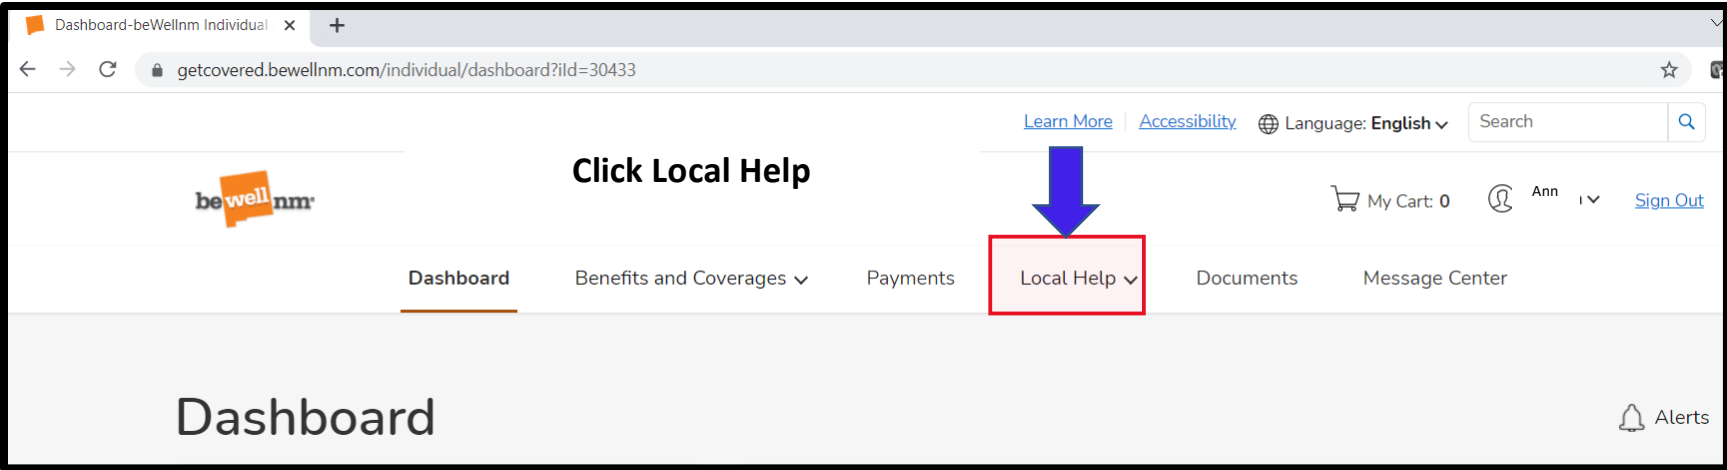 Dashboard-beWellnm Individual
getcovered.bewellnm.com/individual/dashboard?iId=30433
Learn More Accessibility Language: English Search
Click Local Help
be well nm
My Cart: 0 Ann Sign Out
Dashboard Benefits and Coverages Payments Local Help Documents Message Center
Dashboard
Alerts